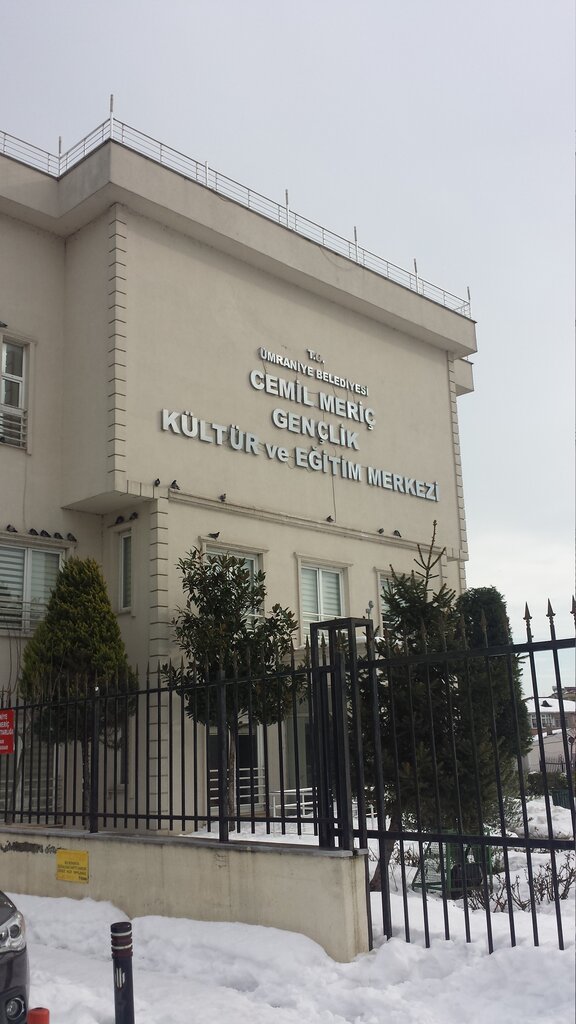 T.C.
ÜMRANİYE BELEDİYESİ
CEMİL MERİÇ
GENÇLİK
KÜLTÜR ve EĞİTİM MERKEZİ